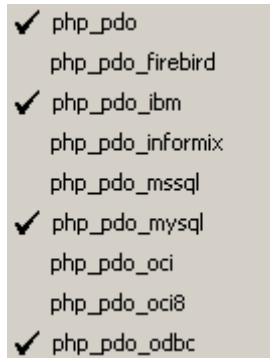 php_pdo
php_pdo_firebird
php_pdo_ibm
php_pdo_informix
php_pdo_mssql
php_pdo_mysql
php_pdo_oci
php_pdo_oci8
php_pdo_odbc